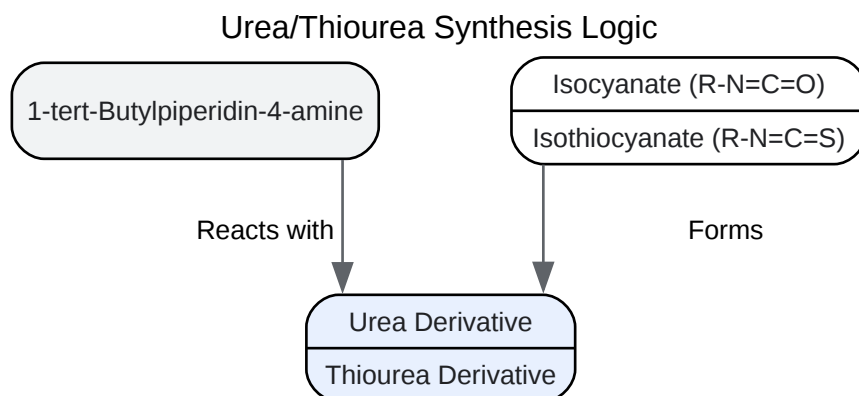 Urea/Thiourea Synthesis Logic
1-tert-Butylpiperidin-4-amine
Isocyanate (R-N=C=O)
Isothiocyanate (R-N=C=S)
Reacts with
Forms
Urea Derivative
Thiourea Derivative